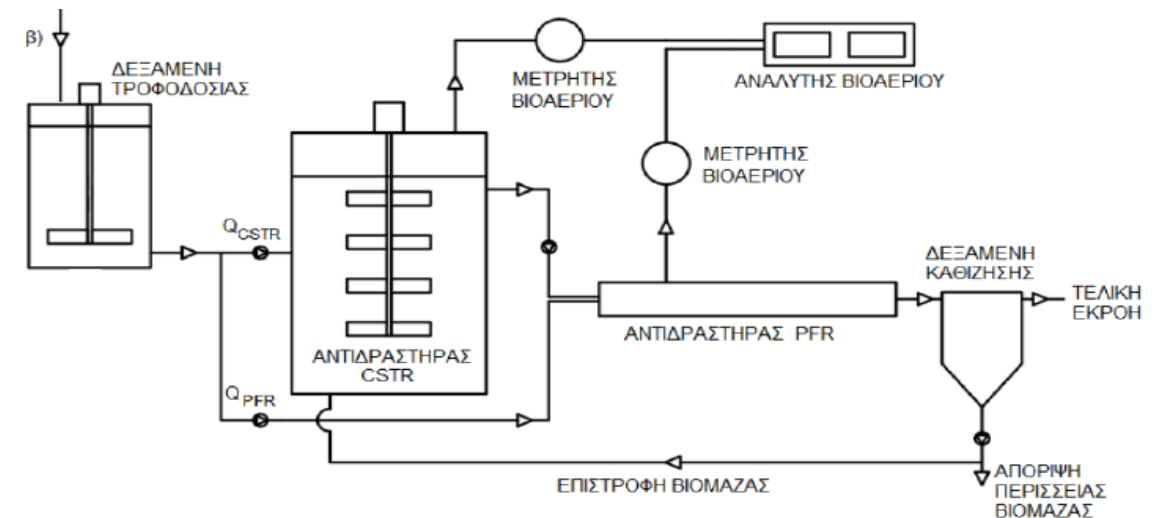 β)
ΔΕΞΑΜΕΝΗ
ΤΡΟΦΟΔΟΣΙΑΣ
ΜΕΤΡΗΤΗΣ
ΒΙΟΑΕΡΙΟΥ
ΑΝΑΛΥΤΗΣ ΒΙΟΑΕΡΙΟΥ
ΜΕΤΡΗΤΗΣ
ΒΙΟΑΕΡΙΟΥ
QCSTR
ΔΕΞΑΜΕΝΗ
ΚΑΘΙΖΗΣΗΣ
ΤΕΛΙΚΗ
ΕΚΡΟΗ
ΑΝΤΙΔΡΑΣΤΗΡΑΣ PFR
ΑΝΤΙΔΡΑΣΤΗΡΑΣ
CSTR
QPFR
ΕΠΙΣΤΡΟΦΗ ΒΙΟΜΑΖΑΣ
ΑΠΟΡΙΨΗ
ΠΕΡΙΣΣΕΙΑΣ
ΒΙΟΜΑΖΑΣ